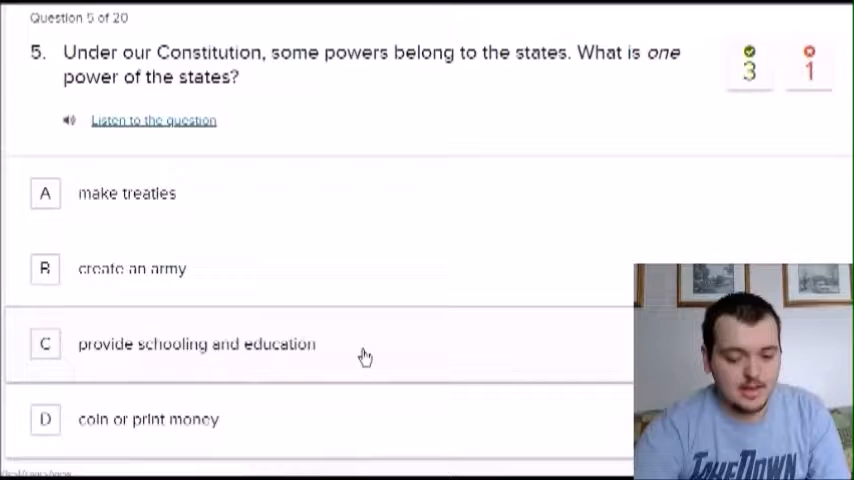 Question 5 of 20
5. Under our Constitution, some powers belong to the states. What is one
power of the states?
3 1
Listen to the question
A make treaties
B create an army
C provide schooling and education
D coin or print money
TAKEDOWN